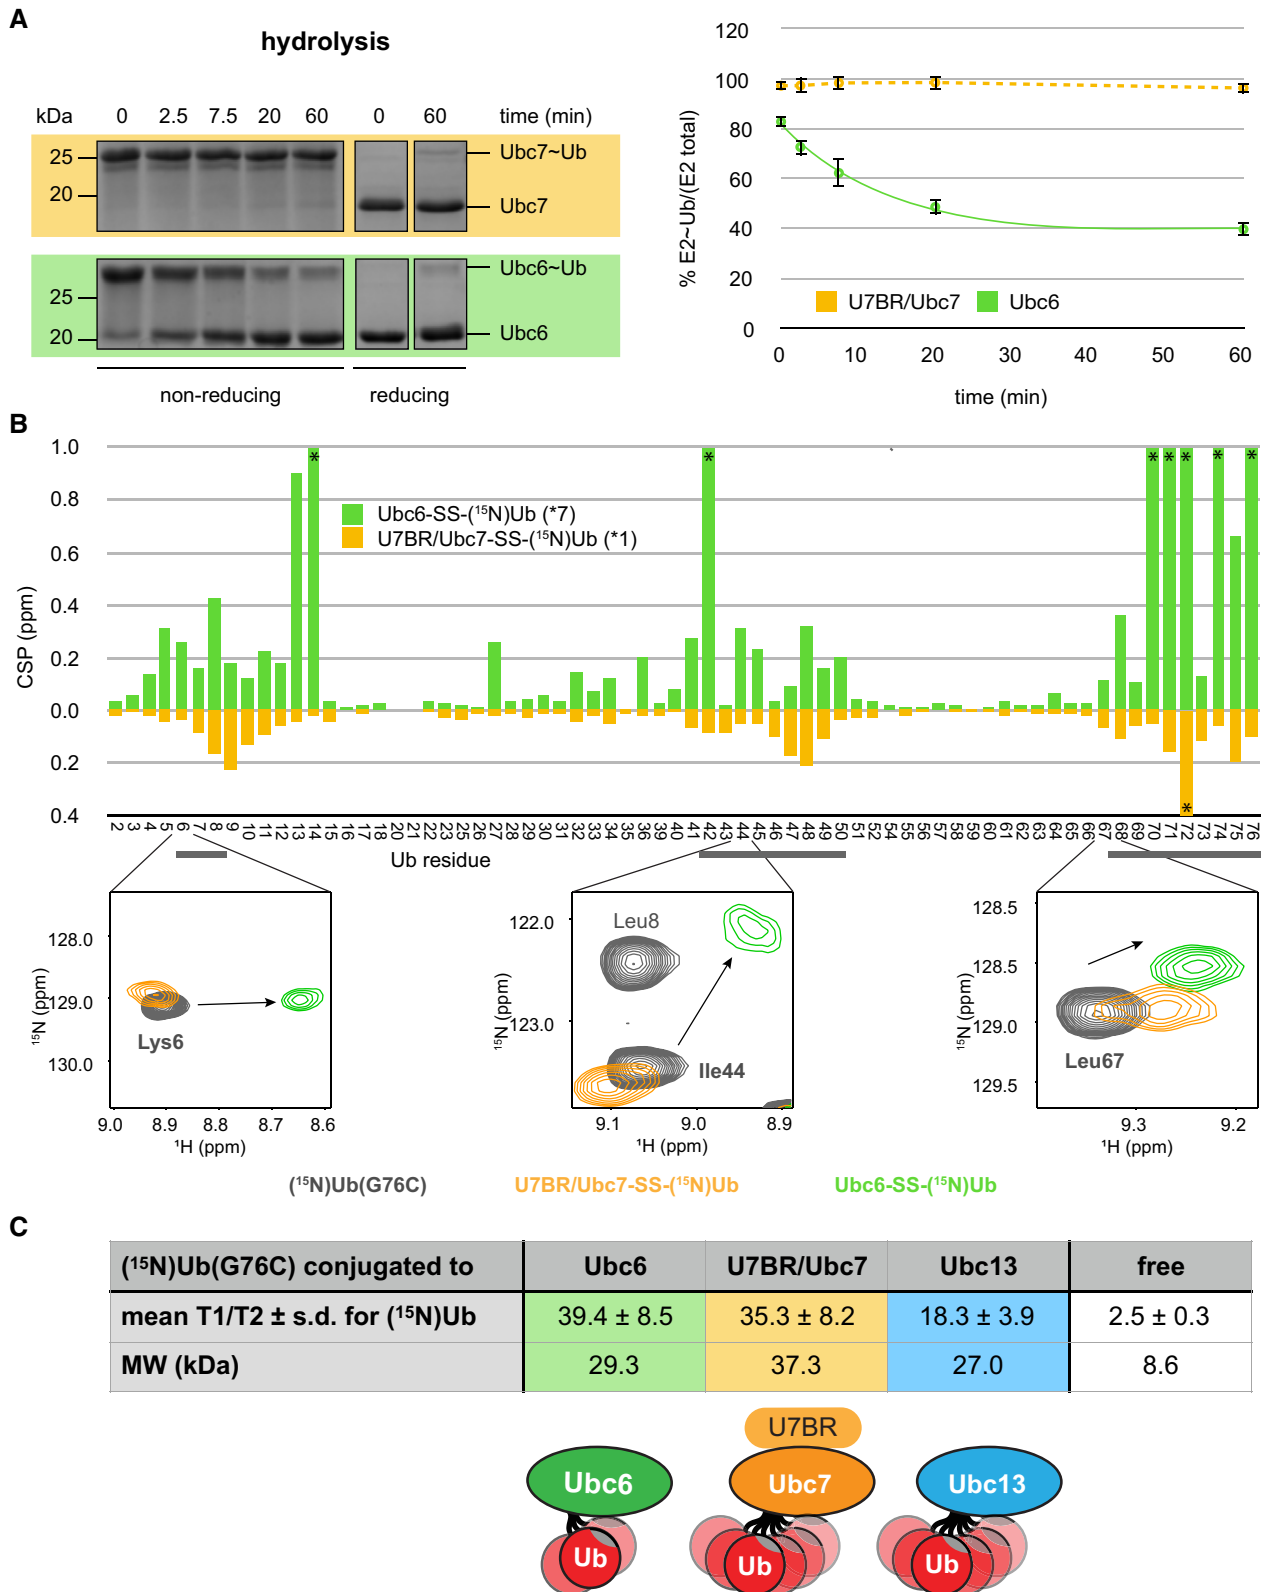 A
hydrolysis
kDa 0 2.5 7.5 20 60 0 60 time (min)
25
20
Ubc7~Ub
Ubc7
25
20
Ubc6~Ub
Ubc6
non-reducing reducing
120
100
80
60
40
20
0
% E2~Ub/(E2 total)
U7BR/Ubc7 Ubc6
0 10 20 30 40 50 60
time (min)
B
1.0
0.8
0.6
0.4
0.2
0.0
0.2
0.4
CSP (ppm)
* * * * * * *
Ubc6-SS-(¹⁵N)Ub (*7)
U7BR/Ubc7-SS-(¹⁵N)Ub (*1)
*
2 3 4 5 6 7 8 9 10 11 12 13 14 15 16 17 18 20 21 22 23 25 26 27 28 29 30 31 32 33 34 35 36 39 40 41 42 43 44 45 46 47 48 49 50 51 52 54 55 56 57 58 59 60 61 62 63 64 65 66 67 68 69 70 71 72 73 74 75 76
Ub residue
128.0
129.0
130.0
¹⁵N (ppm)
Lys6
9.0 8.9 8.8 8.7 8.6
¹H (ppm)
122.0
123.0
¹⁵N (ppm)
Leu8
Ile44
9.1 9.0 8.9
¹H (ppm)
128.5
128.5
129.0
129.5
¹⁵N (ppm)
Leu67
9.3 9.2
¹H (ppm)
(¹⁵N)Ub(G76C) U7BR/Ubc7-SS-(¹⁵N)Ub Ubc6-SS-(¹⁵N)Ub
C
(¹⁵N)Ub(G76C) conjugated to Ubc6 U7BR/Ubc7 Ubc13 free
mean T1/T2 ± s.d. for (¹⁵N)Ub 39.4 ± 8.5 35.3 ± 8.2 18.3 ± 3.9 2.5 ± 0.3
MW (kDa) 29.3 37.3 27.0 8.6
U7BR
Ubc6 Ubc7 Ubc13
Ub Ub Ub